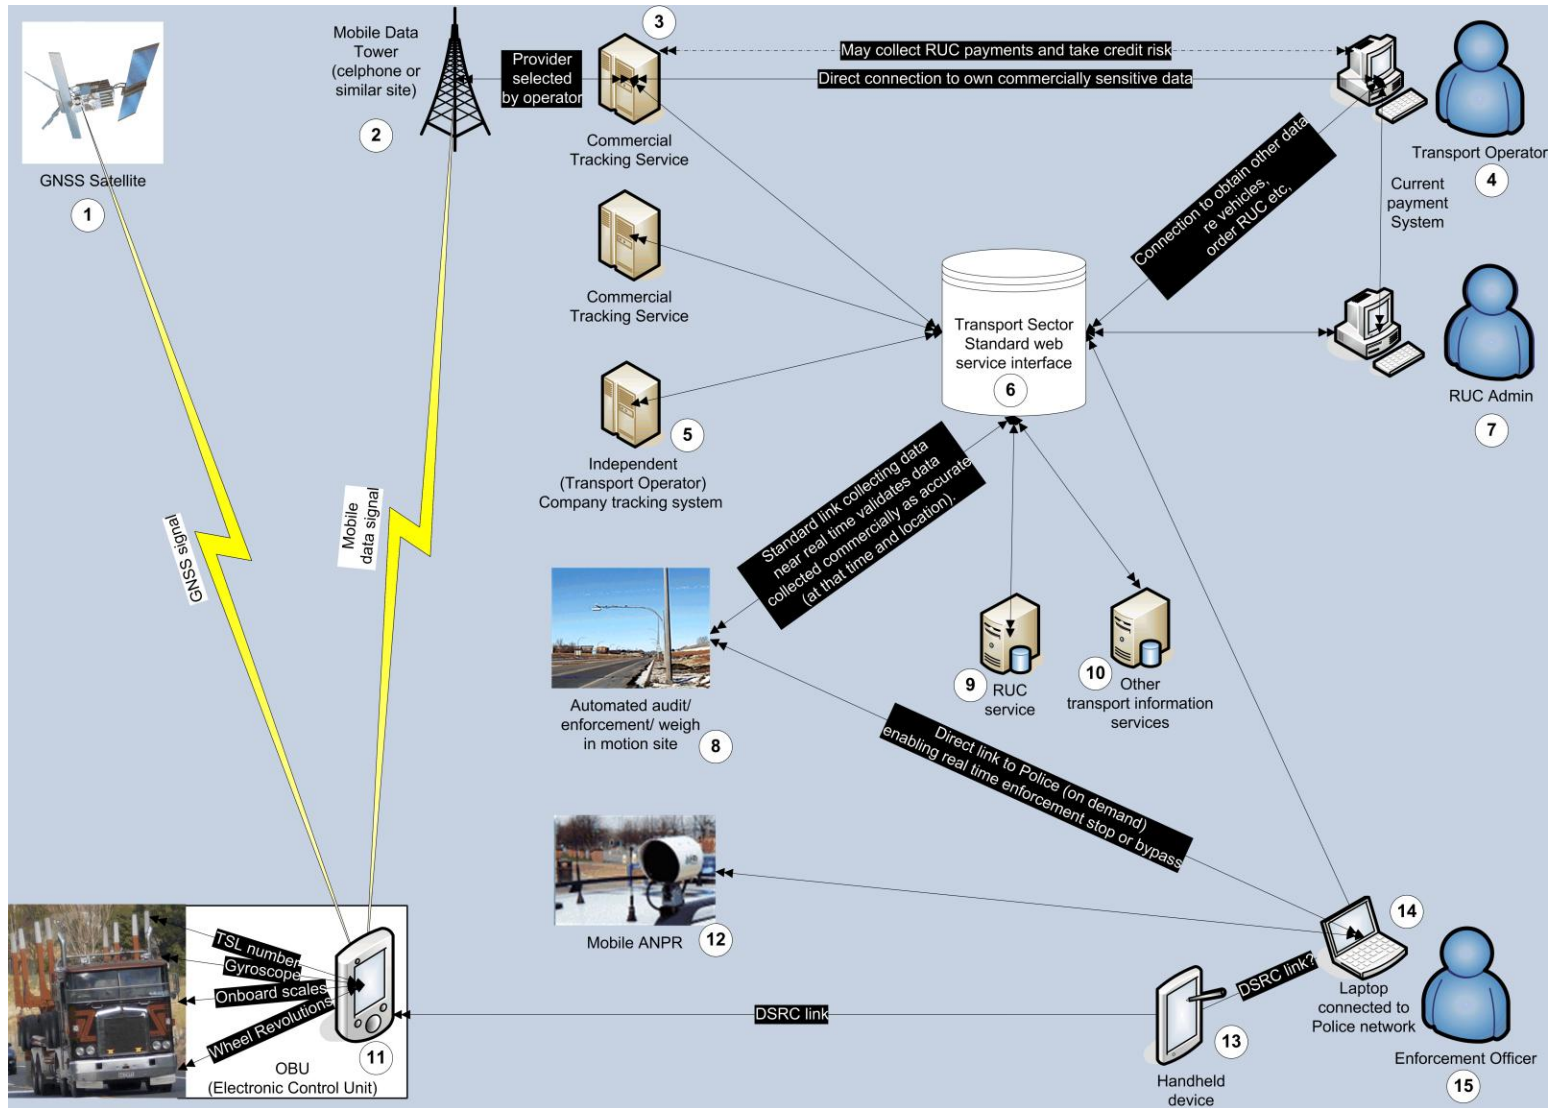 3
Mobile Data
Tower
(celphone or
similar site)
2
Provider
selected
by operator
May collect RUC payments and take credit risk
Direct connection to own commercially sensitive data
Commercial
Tracking Service
GNSS Satellite
1
Transport Operator
4
Current
payment
System
Connection to obtain other data
re vehicles,
order RUC etc,
Commercial
Tracking Service
Transport Sector
Standard web
service interface
6
RUC Admin
7
5
Independent
(Transport Operator)
Company tracking system
GNSS signal
Mobile
data signal
Standard link collecting data
near real time validates data
collected commercially as accurate
(at that time and location).
Automated audit/
enforcement/ weigh
in motion site
8
9
RUC
service
10
Other
transport information
services
Direct link to Police (on demand)
enabling real time enforcement stop or bypass
Mobile ANPR
12
14
TSL number
Gyroscope
Onboard scales
Wheel Revolutions
11
OBU
(Electronic Control Unit)
DSRC link
DSRC link?
Laptop
connected to
Police network
13
Handheld
device
Enforcement Officer
15